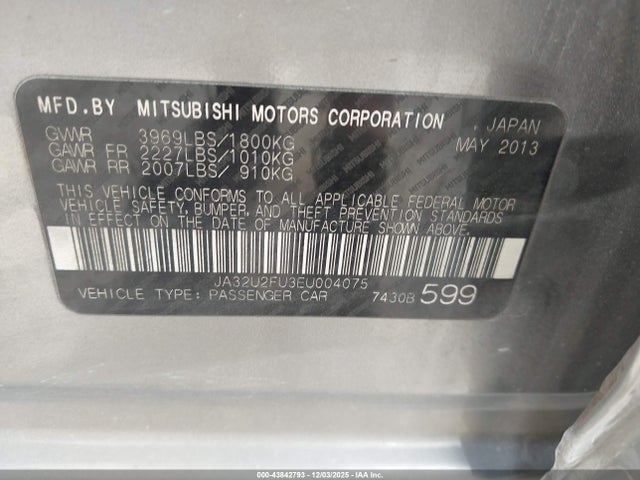 MFD. BY MITSUBISHI MOTORS CORPORATION , JAPAN
GVWR 3969LBS/1800KG MAY 2013
GAWR FR 2227LBS/1010KG
GAWR RR 2007LBS/ 910KG
THIS VEHICLE CONFORMS TO ALL APPLICABLE FEDERAL MOTOR
VEHICLE SAFETY, BUMPER, AND THEFT PREVENTION STANDARDS
IN EFFECT ON THE DATE OF MANUFACTURE SHOWN ABOVE.
JA32U2FU3EU004075
VEHICLE TYPE: PASSENGER CAR 7430B 599
000-43842793 - 12/03/2025 - IAA Inc.